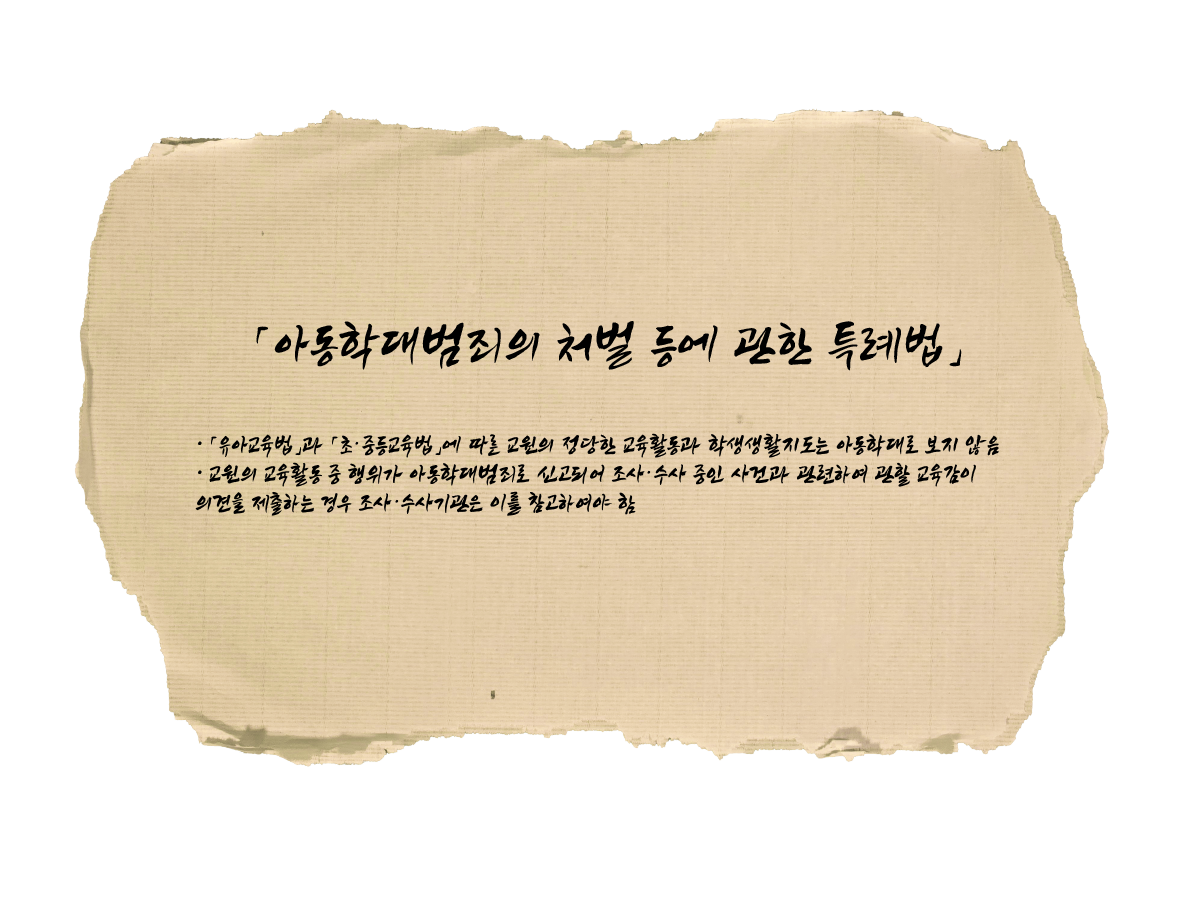 「아동학대범죄의 처벌 등에 관한 특례법」
·「유아교육법」과 「초·중등교육법」에 따른 교원의 정당한 교육활동과 학생생활지도는 아동학대로 보지 않음
·교원의 교육활동 중 행위가 아동학대범죄로 신고되어 조사·수사 중인 사건과 관련하여 관할 교육감이
의견을 제출하는 경우 조사·수사기관은 이를 참고하여야 함